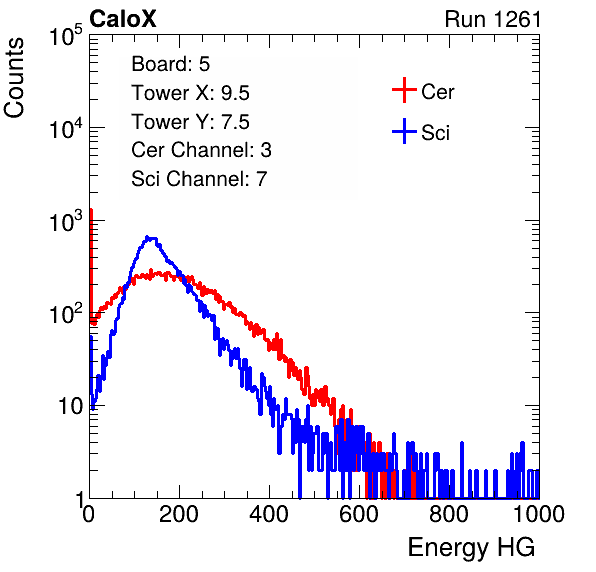 CaloX Run 1261
Counts
10^5
10^4
10^3
10^2
10
1
Board: 5
Tower X: 9.5
Tower Y: 7.5
Cer Channel: 3
Sci Channel: 7
Cer
Sci
0 200 400 600 800 1000
Energy HG